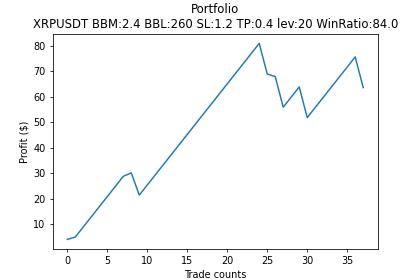 Portfolio
XRPUSDT BBM:2.4 BBL:260 SL:1.2 TP:0.4 lev:20 WinRatio:84.0
80
70
60
50
40
30
20
10
Profit ($)
0 5 10 15 20 25 30 35
Trade counts